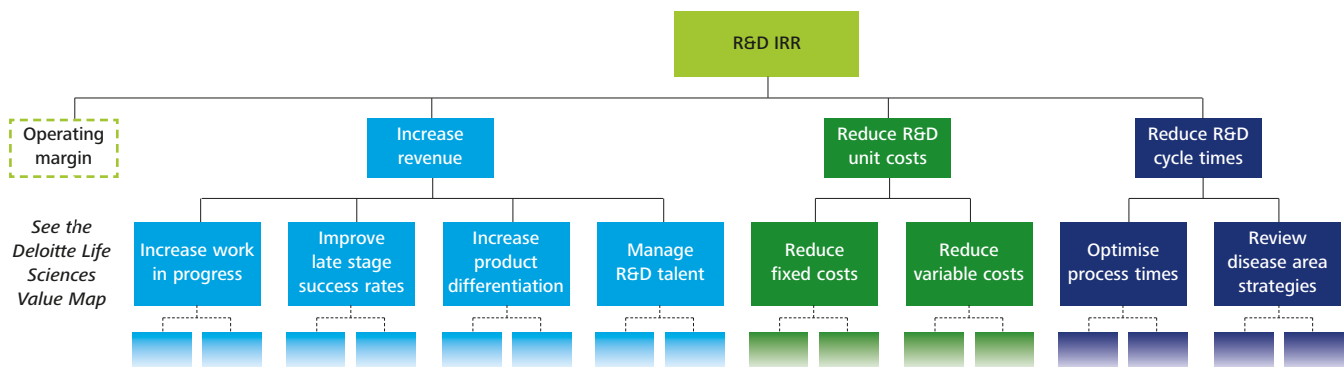 R&D IRR
Operating
margin
Increase
revenue
Reduce R&D
unit costs
Reduce R&D
cycle times
See the
Deloitte Life
Sciences
Value Map
Increase work
in progress
Improve
late stage
success rates
Increase
product
differentiation
Manage
R&D talent
Reduce
fixed costs
Reduce
variable costs
Optimise
process times
Review
disease area
strategies